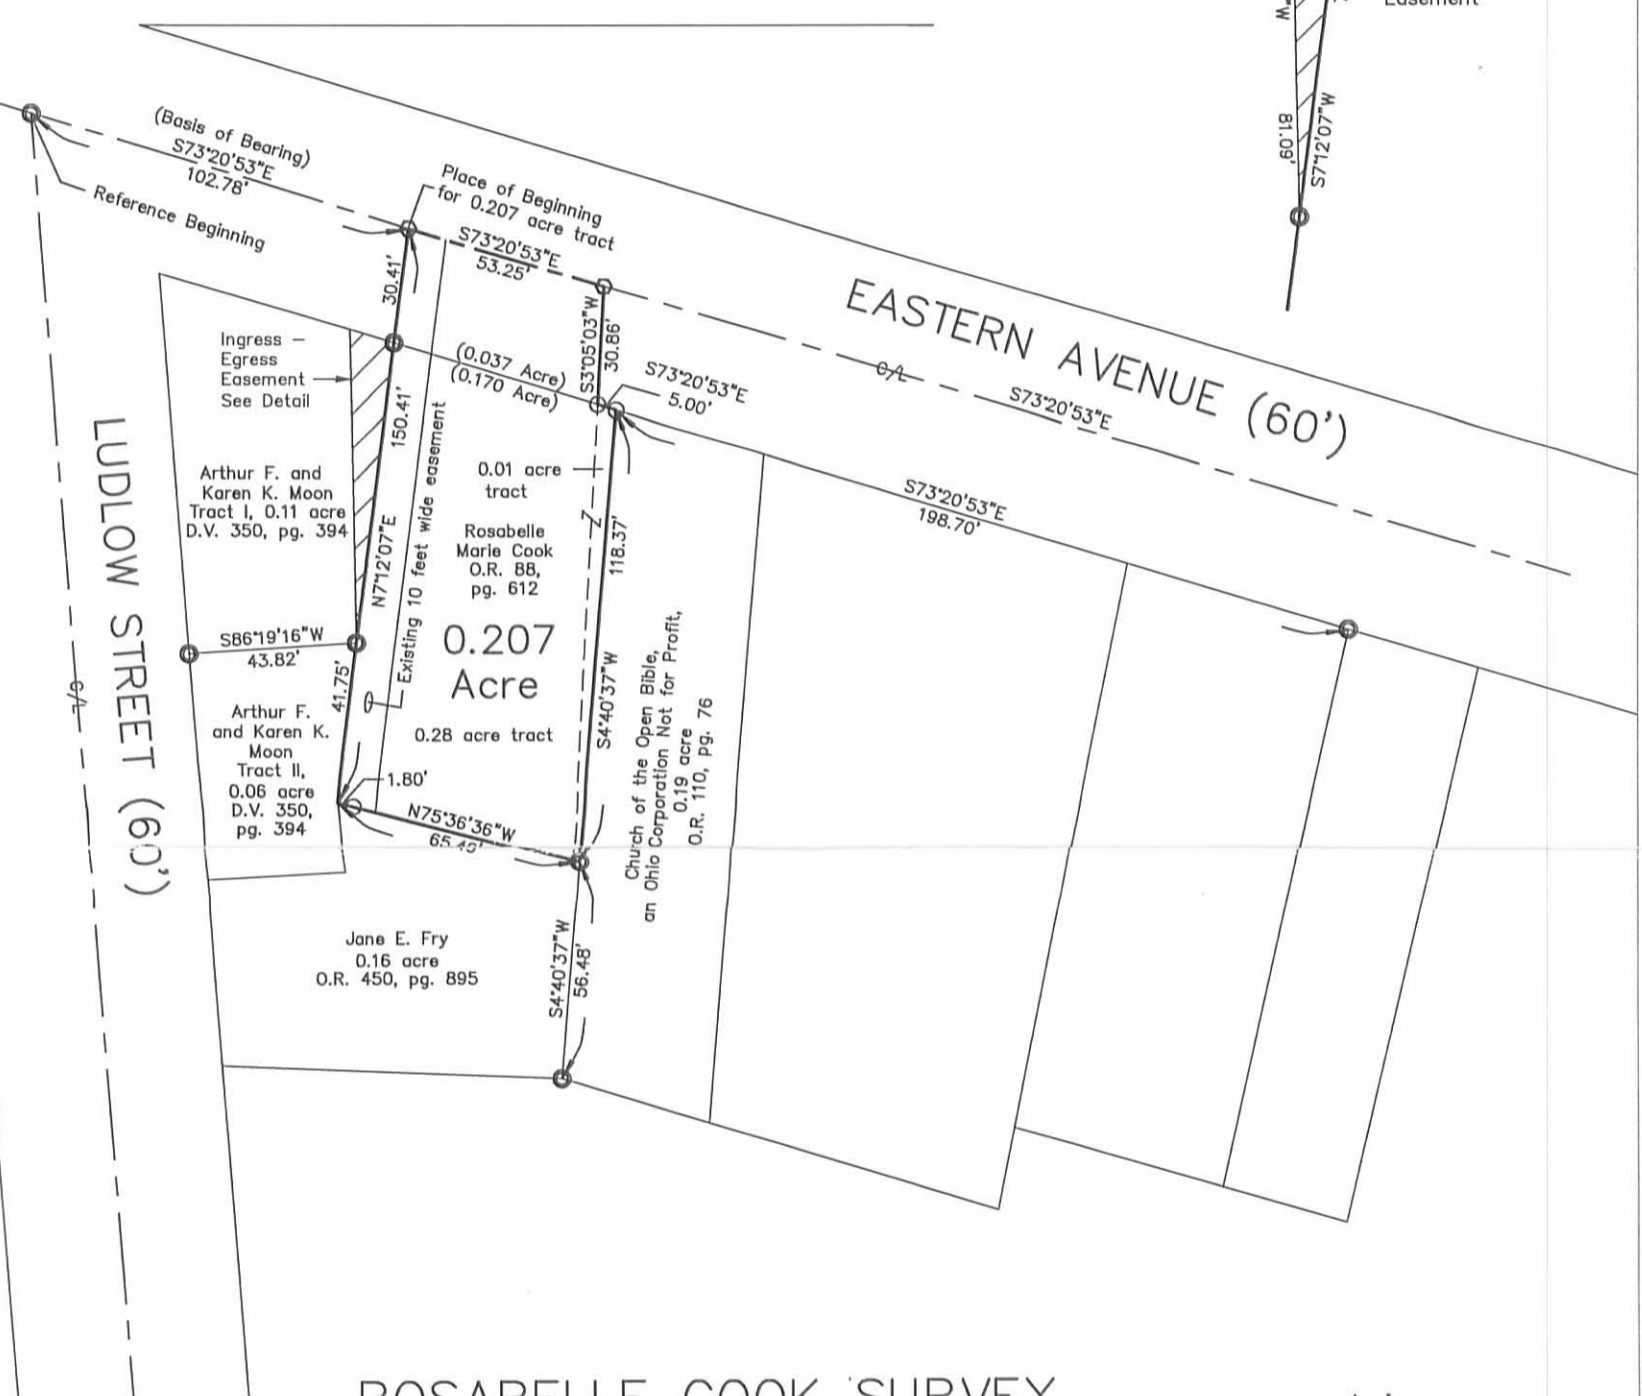 (Basis of Bearing)
S73°20'53"E
102.78'
Reference Beginning
Place of Beginning
for 0.207 acre tract
S73°20'53"E
53.25'
30.41'
S3°05'03"W
30.86'
S73°20'53"E
5.00'
EASTERN AVENUE (60')
C/L
S73°20'53"E
S73°20'53"E
198.70'
"W
81.09'
S7°12'07"W
Ingress -
Egress
Easement
See Detail
(0.037 Acre)
(0.170 Acre)
150.41'
N7°12'07"E
Existing 10 feet wide easement
Arthur F. and
Karen K. Moon
Tract I, 0.11 acre
D.V. 350, pg. 394
0.01 acre
tract
Z
Rosabelle
Marie Cook
O.R. 88,
pg. 612
0.207
Acre
0.28 acre tract
118.37'
S4°40'37"W
S86°19'16"W
43.82'
41.75'
Arthur F.
and Karen K.
Moon
Tract II,
0.06 acre
D.V. 350,
pg. 394
1.80'
N75°36'36"W
Church of the Open Bible,
an Ohio Corporation Not for Profit,
0.19 acre
O.R. 110, pg. 76
LUDLOW STREET (60')
C/L
Jane E. Fry
0.16 acre
O.R. 450, pg. 895
S4°40'37"W
56.48'
ROSABELLE COOK SURVEY